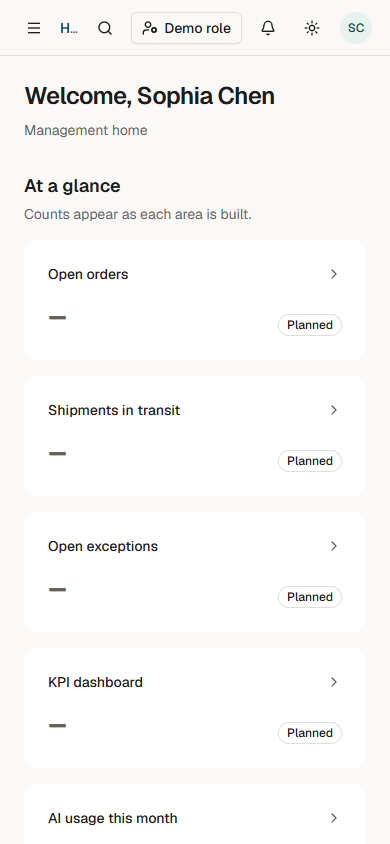 H...
Demo role
SC
Welcome, Sophia Chen
Management home
At a glance
Counts appear as each area is built.
Open orders
—
Planned
Shipments in transit
—
Planned
Open exceptions
—
Planned
KPI dashboard
—
Planned
AI usage this month